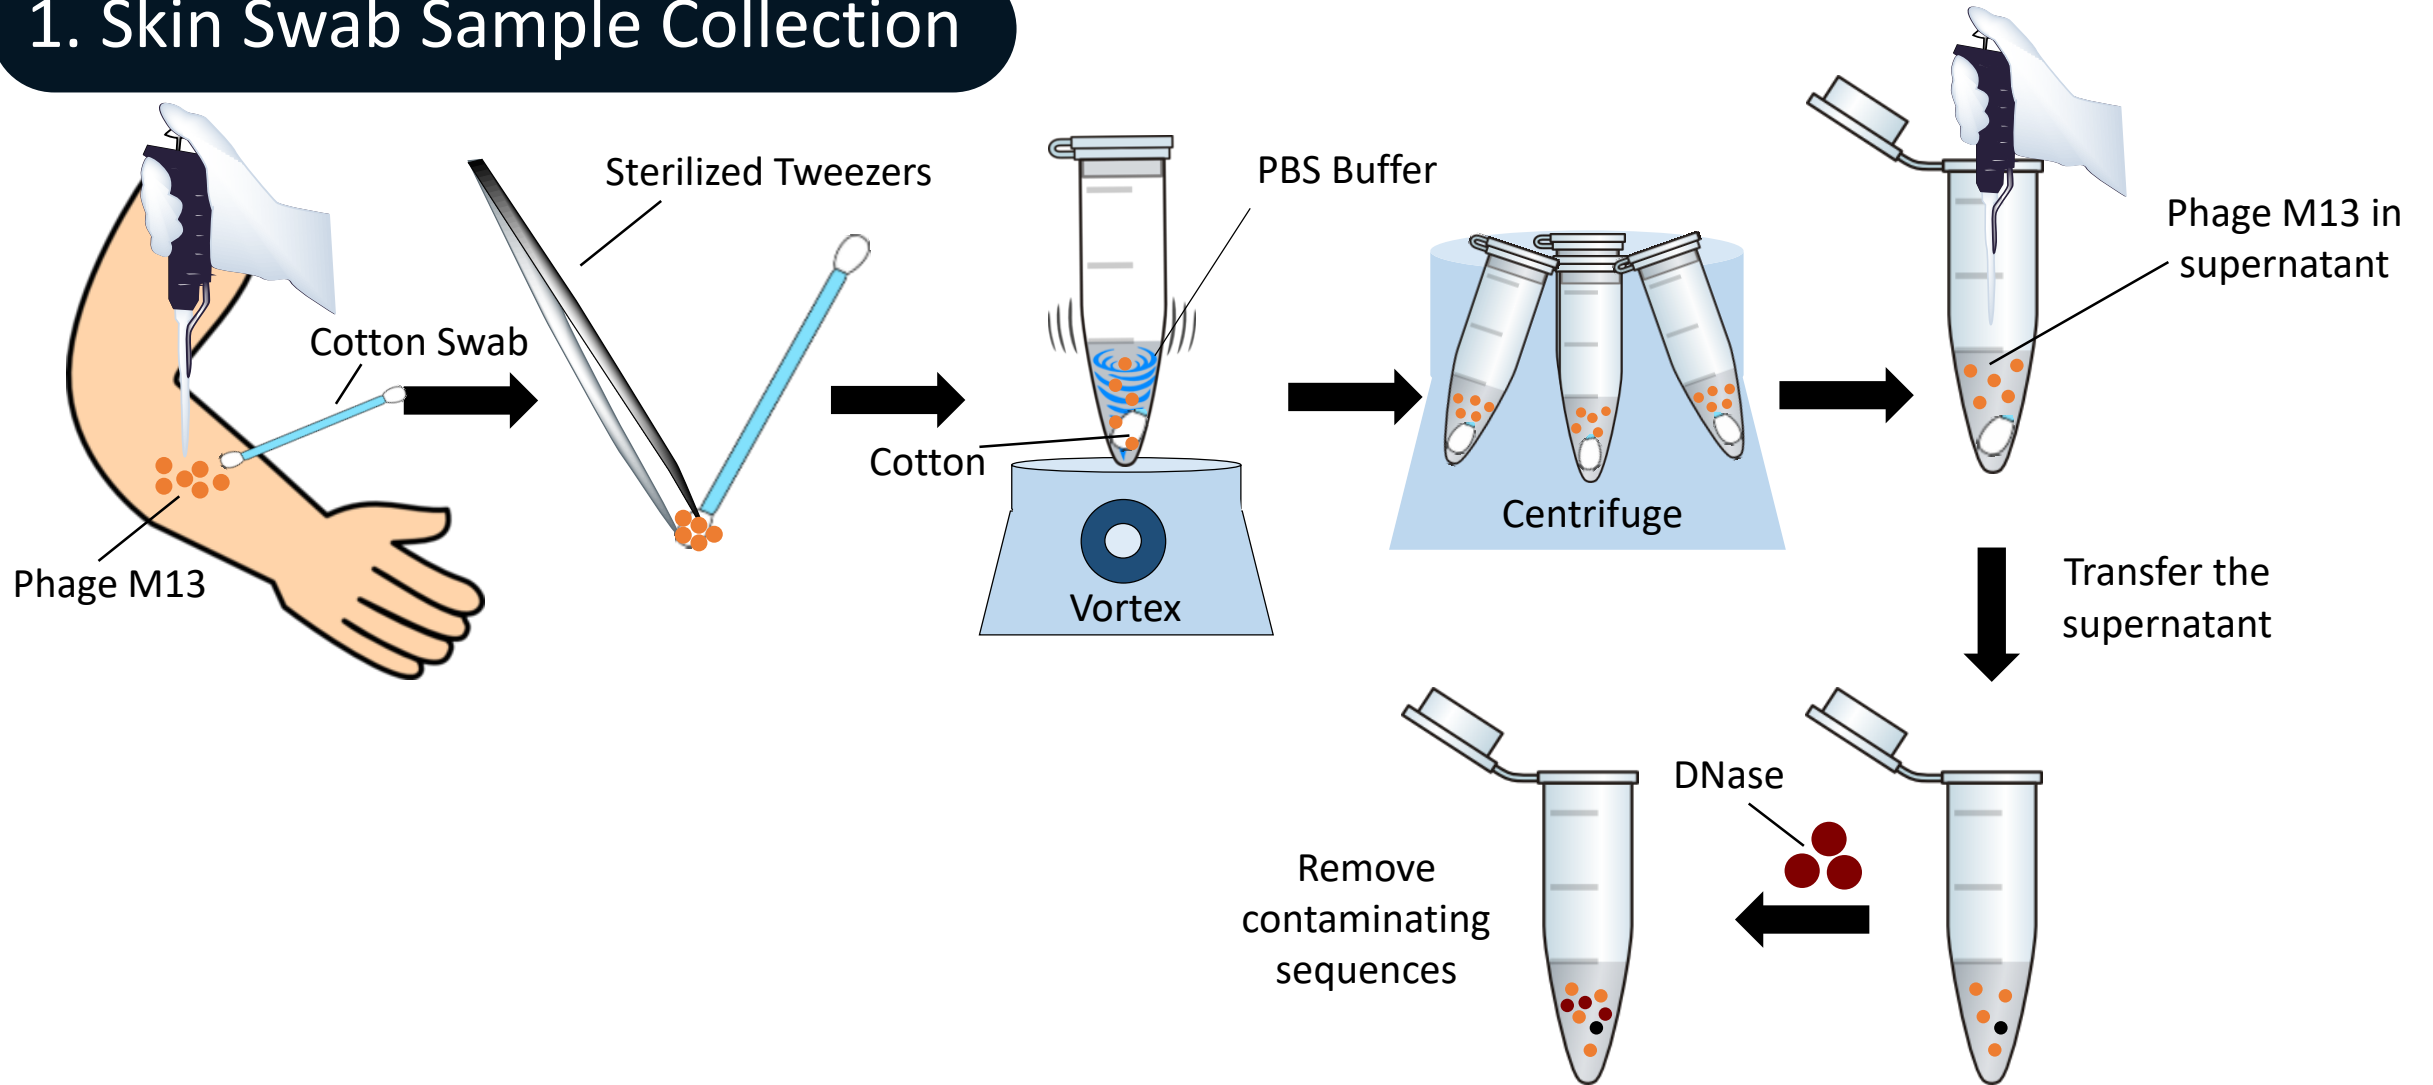 1. Skin Swab Sample Collection
Sterilized Tweezers
PBS Buffer
Phage M13 in
supernatant
Cotton Swab
Cotton
Centrifuge
Phage M13
Vortex
Transfer the
supernatant
DNase
Remove
contaminating
sequences